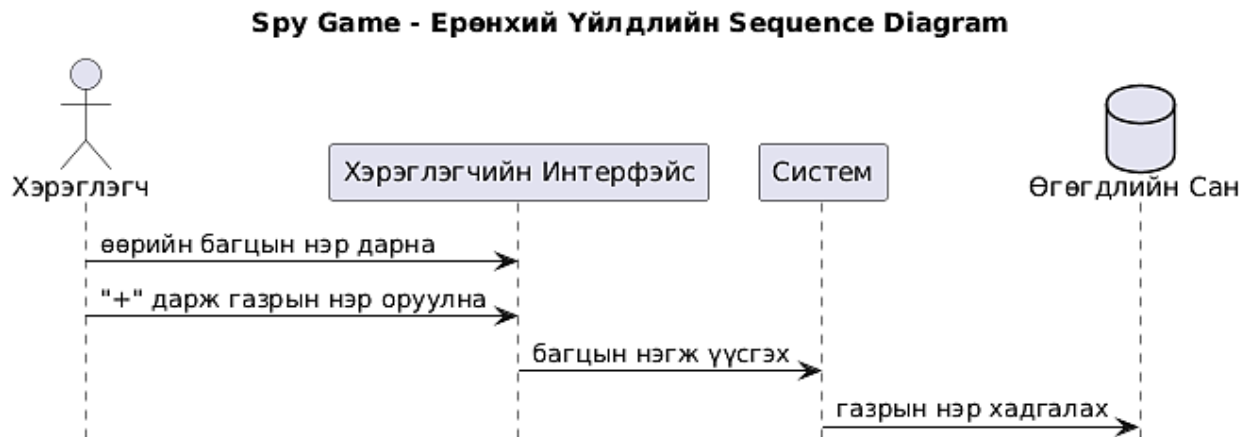 Spy Game - Ерөнхий Үйлдлийн Sequence Diagram
Хэрэглэгч
Хэрэглэгчийн Интерфэйс
Систем
Өгөгдлийн Сан
өөрийн багцын нэр дарна
"+" дарж газрын нэр оруулна
багцын нэгж үүсгэх
газрын нэр хадгалах